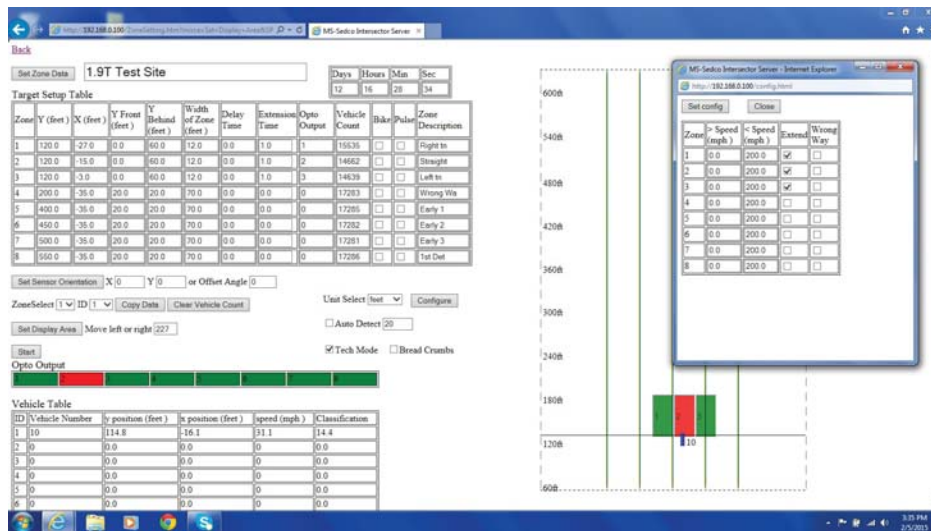 http://192.168.0.100/
MS-Sedco Intersector Server
Back
Set Zone Data 1.9T Test Site
Days Hours Min Sec
12 16 28 34
Target Setup Table
Zone Y (feet ) X (feet ) Y Front (feet ) Y Behind (feet ) Width of Zone (feet ) Delay Time Extension Time Opto Output Vehicle Count Bike Pulse Zone Description
1 120.0 -27.0 0.0 60.0 12.0 0.0 1.0 1 15535 Right tn
2 120.0 -15.0 0.0 60.0 12.0 0.0 1.0 2 14662 Straight
3 120.0 -3.0 0.0 60.0 12.0 0.0 1.0 3 14639 Left tn
4 200.0 -35.0 20.0 20.0 70.0 0.0 0.0 0 17283 Wrong Wa
5 400.0 -35.0 20.0 20.0 70.0 0.0 0.0 0 17285 Early 1
6 450.0 -35.0 20.0 20.0 70.0 0.0 0.0 0 17282 Early 2
7 500.0 -35.0 20.0 20.0 70.0 0.0 0.0 0 17281 Early 3
8 550.0 -35.0 20.0 20.0 70.0 0.0 0.0 0 17286 1st Det
Set Sensor Orientation X 0 Y 0 or Offset Angle 0
ZoneSelect 1 ID 1 Copy Data Clear Vehicle Count
Unit Select feet Configure
Set Display Area Move left or right 227
Auto Detect 20
Start
Tech Mode Bread Crumbs
Opto Output
1 2 3 4 5 6 7 8
Vehicle Table
ID Vehicle Number y position (feet ) x position (feet ) speed (mph ) Classification
1 10 114.8 -16.1 31.1 14.4
2 0 0.0 0.0 0 0.0
3 0 0.0 0.0 0 0.0
4 0 0.0 0.0 0 0.0
5 0 0.0 0.0 0 0.0
6 0 0.0 0.0 0 0.0
600ft
540ft
480ft
420ft
360ft
300ft
240ft
180ft
120ft
60ft
1 2 3
10
MS-Sedco Intersector Server - Internet Explorer
http://192.168.0.100/config.html
Set config Close
Zone > Speed (mph ) < Speed (mph ) Extend Wrong Way
1 0.0 200.0
2 0.0 200.0
3 0.0 200.0
4 0.0 200.0
5 0.0 200.0
6 0.0 200.0
7 0.0 200.0
8 0.0 200.0
3:35 PM
2/5/2015